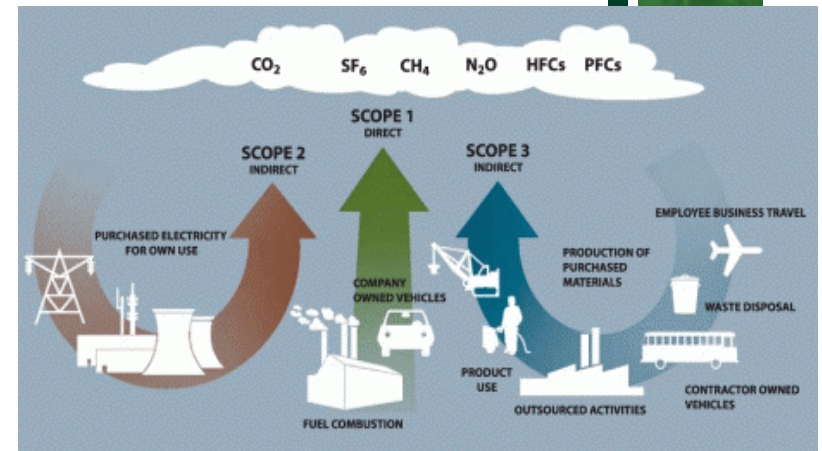 CO₂ SF₆ CH₄ N₂O HFCs PFCs
SCOPE 1
DIRECT
SCOPE 2
INDIRECT
SCOPE 3
INDIRECT
PURCHASED ELECTRICITY
FOR OWN USE
COMPANY
OWNED VEHICLES
FUEL COMBUSTION
PRODUCT
USE
PRODUCTION OF
PURCHASED
MATERIALS
OUTSOURCED ACTIVITIES
EMPLOYEE BUSINESS TRAVEL
WASTE DISPOSAL
CONTRACTOR OWNED
VEHICLES